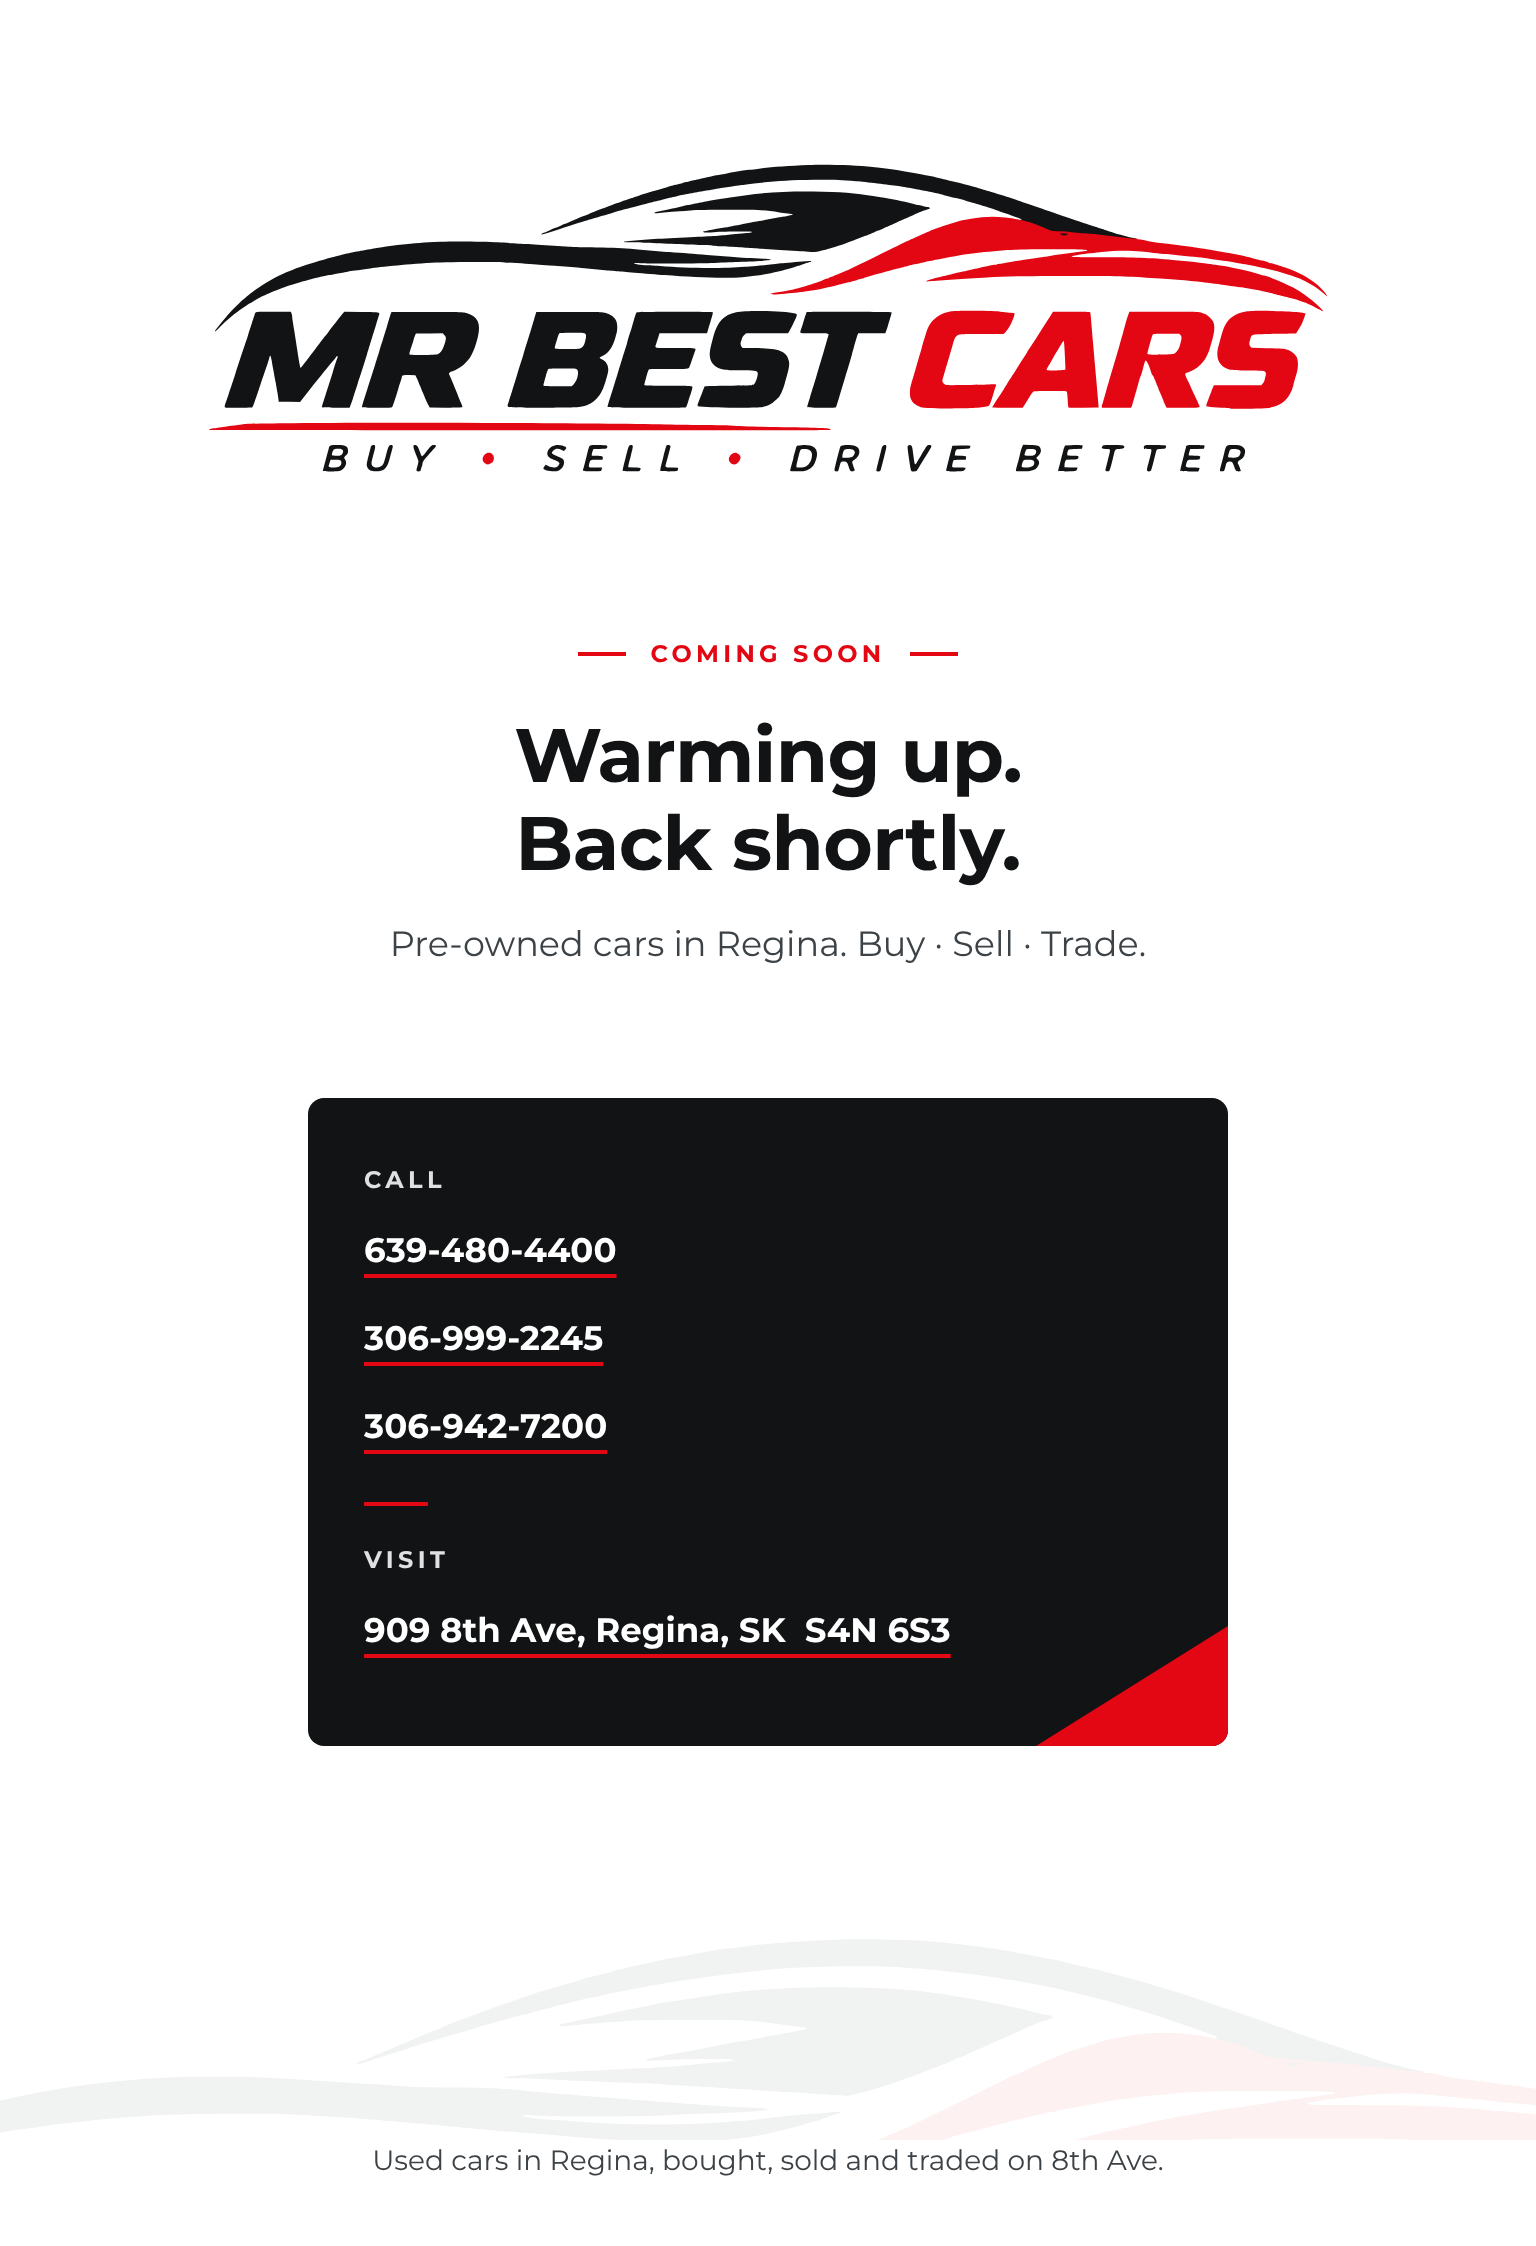 MR BEST CARS
BUY • SELL • DRIVE BETTER
COMING SOON
Warming up.
Back shortly.
Pre-owned cars in Regina. Buy · Sell · Trade.
CALL
639-480-4400
306-999-2245
306-942-7200
VISIT
909 8th Ave, Regina, SK  S4N 6S3
Used cars in Regina, bought, sold and traded on 8th Ave.